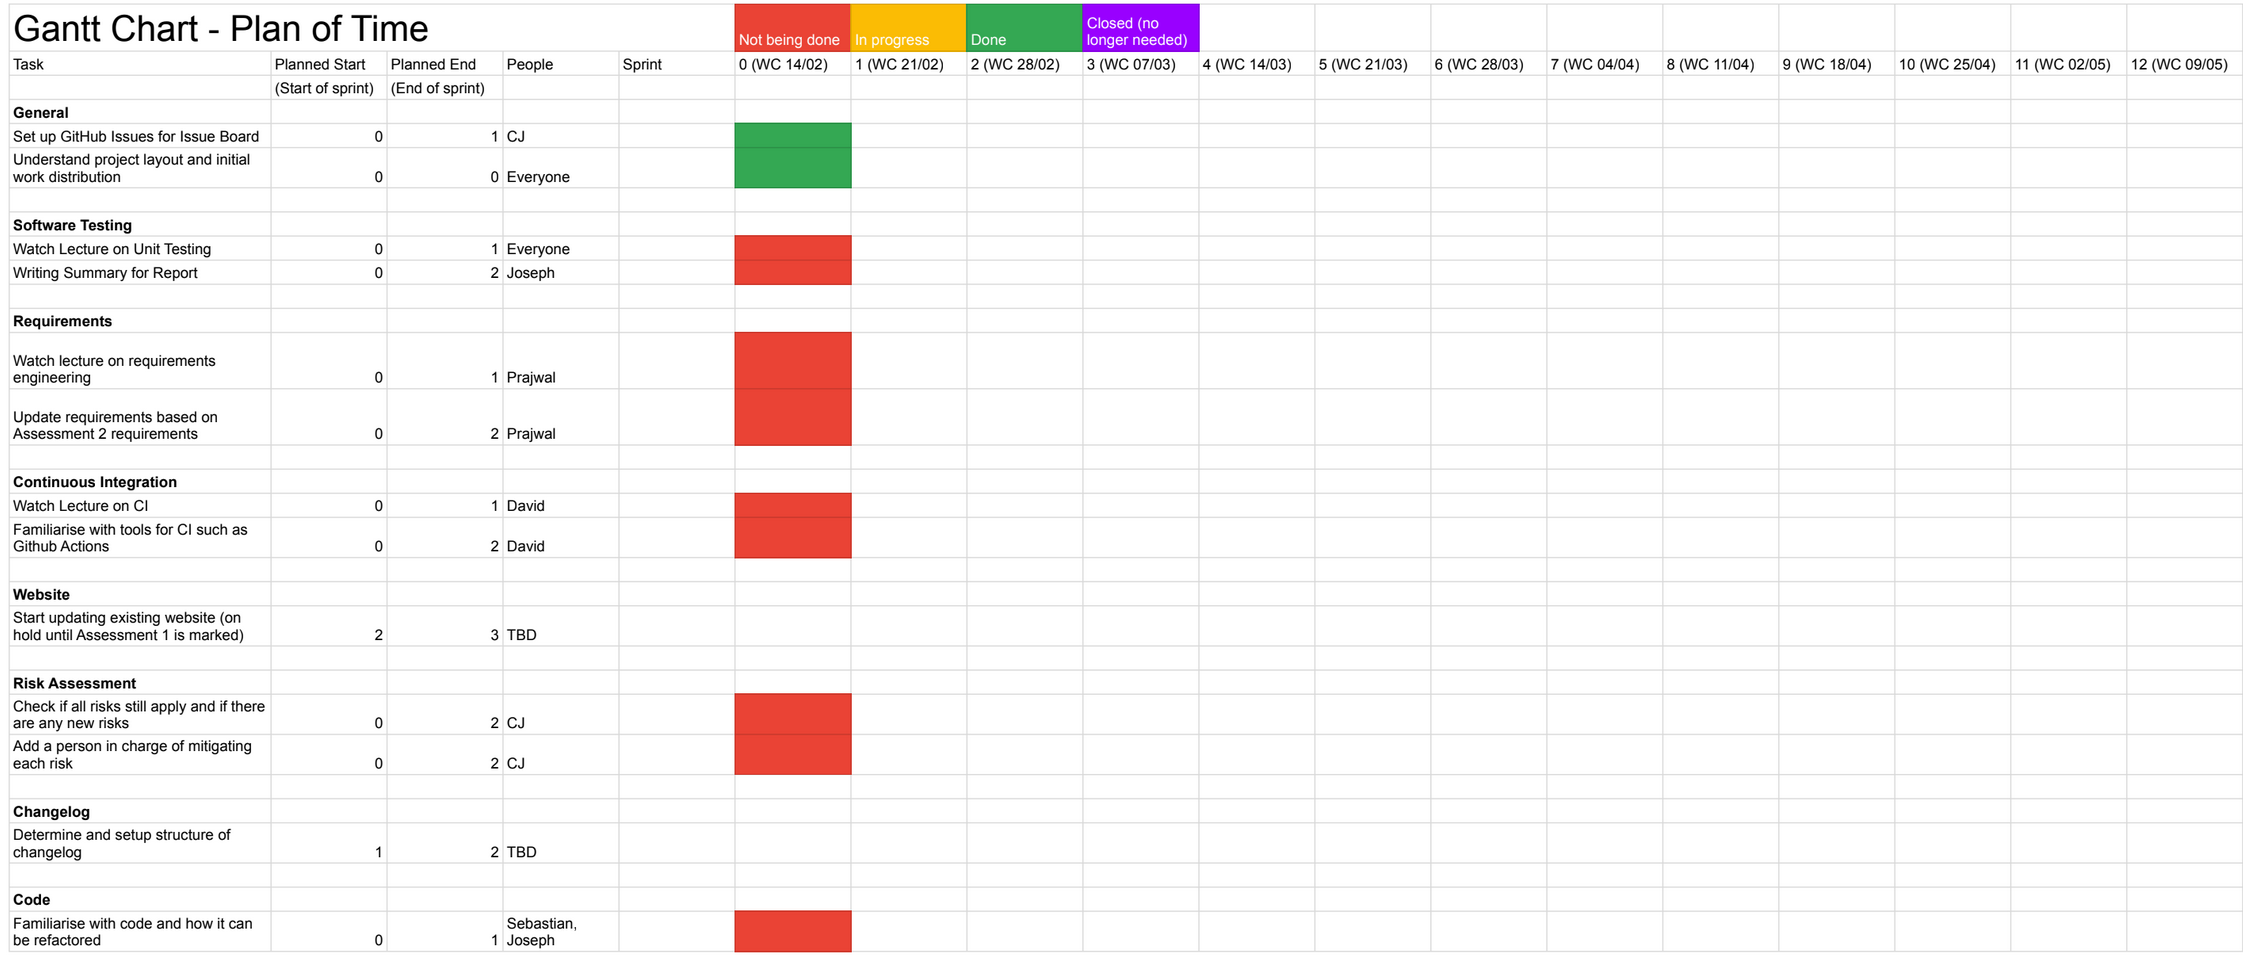 Gantt Chart - Plan of Time
Not being done In progress Done Closed (no
longer needed)
Task Planned Start Planned End People Sprint 0 (WC 14/02) 1 (WC 21/02) 2 (WC 28/02) 3 (WC 07/03) 4 (WC 14/03) 5 (WC 21/03) 6 (WC 28/03) 7 (WC 04/04) 8 (WC 11/04) 9 (WC 18/04) 10 (WC 25/04) 11 (WC 02/05) 12 (WC 09/05)
(Start of sprint) (End of sprint)
General
Set up GitHub Issues for Issue Board 0 1 CJ
Understand project layout and initial
work distribution 0 0 Everyone
Software Testing
Watch Lecture on Unit Testing 0 1 Everyone
Writing Summary for Report 0 2 Joseph
Requirements
Watch lecture on requirements
engineering 0 1 Prajwal
Update requirements based on
Assessment 2 requirements 0 2 Prajwal
Continuous Integration
Watch Lecture on CI 0 1 David
Familiarise with tools for CI such as
Github Actions 0 2 David
Website
Start updating existing website (on
hold until Assessment 1 is marked) 2 3 TBD
Risk Assessment
Check if all risks still apply and if there
are any new risks 0 2 CJ
Add a person in charge of mitigating
each risk 0 2 CJ
Changelog
Determine and setup structure of
changelog 1 2 TBD
Code
Familiarise with code and how it can Sebastian,
be refactored 0 1 Joseph